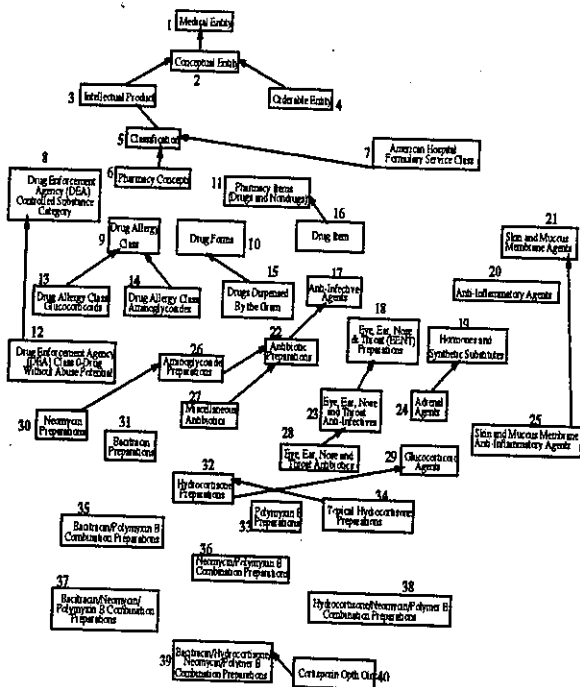 1 Medical Entity
Conceptual Entity
2
3 Intellectual Product
Orderable Entity 4
5 Classification
6 Pharmacy Concepts
7 American Hospital
Formulary Service Class
8
Drug Enforcement
Agency (DEA)
Controlled Substance
Category
9 Drug Allergy
Class
Drug Forms
10
11 Pharmacy Items
(Drugs and Nondrugs)
16
Drug Item
21
Skin and Mucus
Membrane Agents
13
Drug Allergy Class
Glucocorticoids
14
Drug Allergy Class
Aminoglycosides
15
Drugs Dispensed
By the Gram
17
Anti-Infective
Agents
20
Anti-Inflammatory Agents
12
Drug Enforcement Agency
(DEA) Class 0-Drug
Without Abuse Potential
26
Aminoglycoside
Preparations
22
Antibiotic
Preparations
18
Eye, Ear, Nose
& Throat (EENT)
Preparations
19
Hormones and
Synthetic Substitutes
30
Neomycin
Preparations
31
Bacitracin
Preparations
27
Miscellaneous
Antibiotics
23
Eye, Ear, Nose
and Throat
Anti-Infectives
24
Adrenal
Agents
25
Skin and Mucus Membrane
Anti-Inflammatory Agents
28
Eye, Ear, Nose and
Throat Antibiotics
29
Glucocorticoid
Agents
32
Hydrocortisone
Preparations
33
Polymyxin B
Preparations
34
Topical Hydrocortisone
Preparations
35
Bacitracin/Polymyxin B
Combination Preparations
36
Neomycin/Polymyxin B
Combination Preparations
37
Bacitracin/Neomycin/
Polymyxin B Combination
Preparations
38
Hydrocortisone/Neomycin/Polymer B
Combination Preparations
39
Bacitracin/Hydrocortisone/
Neomycin/Polymer B
Combination Preparations
Cortisporin Opth Oint 40